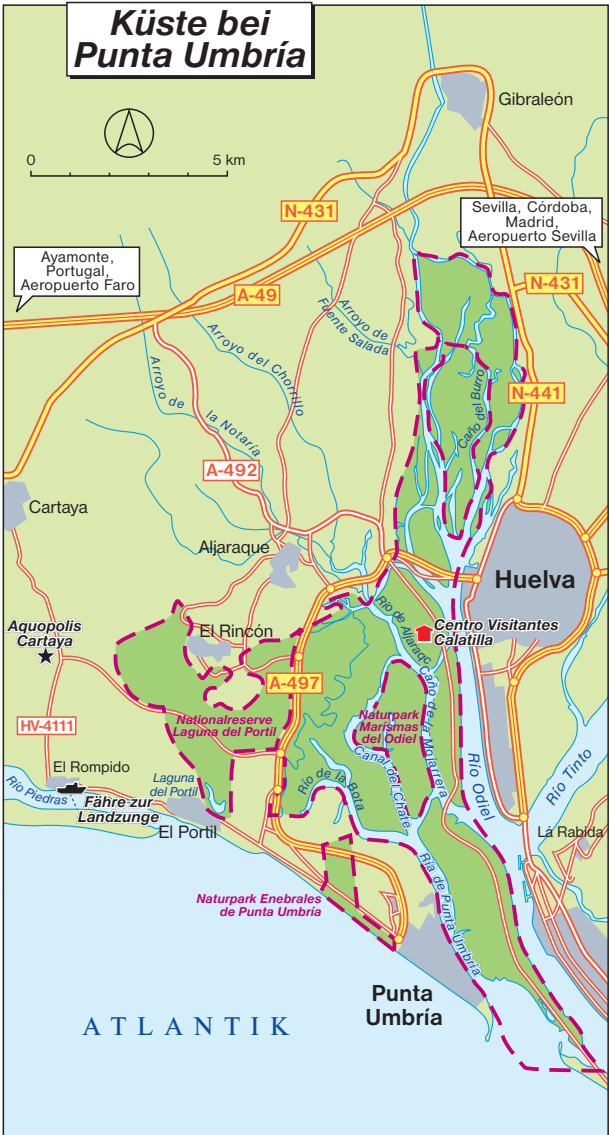 Küste bei
Punta Umbría
Gibraleón
0 5 km
N-431
Sevilla, Córdoba,
Madrid,
Aeropuerto Sevilla
Ayamonte,
Portugal,
Aeropuerto Faro
A-49
N-431
Arroyo de
Fuente Salada
Arroyo del Chorrillo
Arroyo de
la Notaría
Caño del Burro
N-441
A-492
Cartaya
Aljaraque
Huelva
Aquopolis
Cartaya
El Rincón
Río de Aljaraque
Centro Visitantes
Calatilla
A-497
Nationalreserve
Laguna del Portil
Naturpark
Marismas
del Odiel
Caño de la Mojarrera
HV-4111
El Rompido
Laguna
del Portil
Río de la Bota
Canal del Chate
Río Odiel
Río Tinto
Río Piedras
Fähre zur
Landzunge
El Portil
La Rabida
Naturpark Enebrales
de Punta Umbría
Ría de Punta Umbría
Punta
Umbría
ATLANTIK